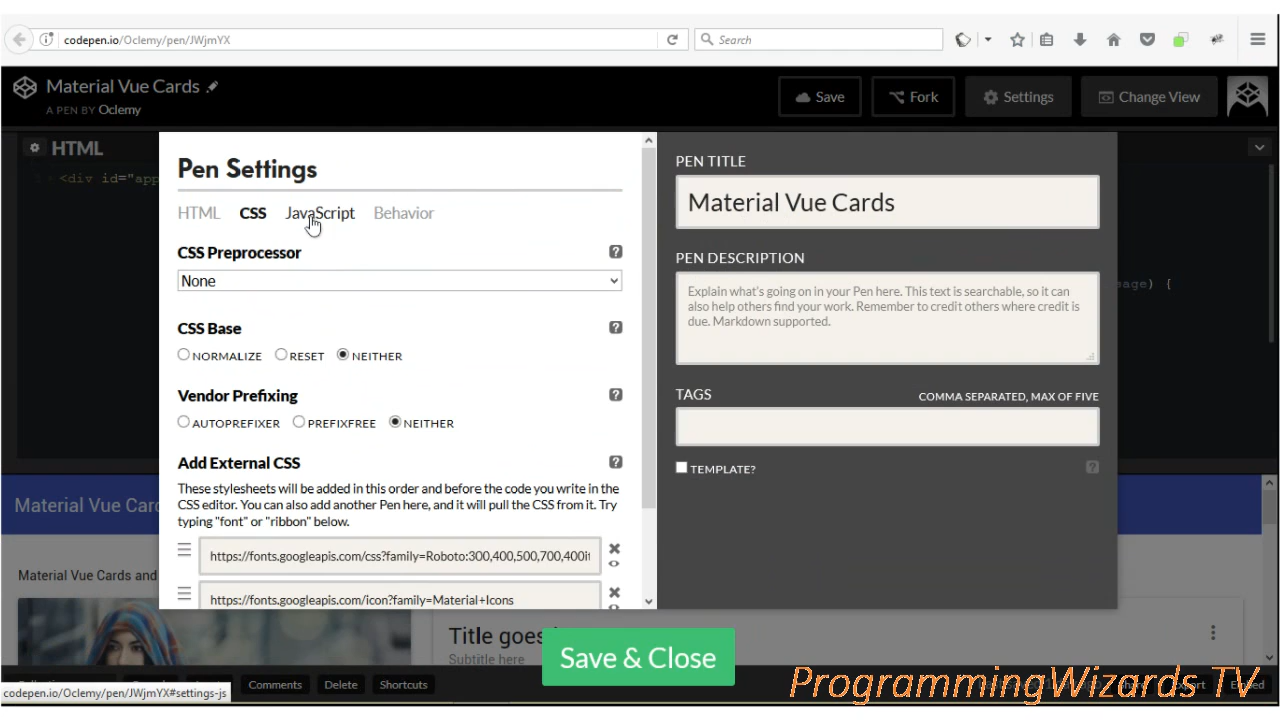 codepen.io/Oclemy/pen/JWjmYX
Search
Material Vue Cards
A PEN BY Oclemy
Save
Fork
Settings
Change View
HTML
<div id="app
Pen Settings
HTML CSS JavaScript Behavior
CSS Preprocessor
None
CSS Base
NORMALIZE RESET NEITHER
Vendor Prefixing
AUTOPREFIXER PREFIXFREE NEITHER
Add External CSS
These stylesheets will be added in this order and before the code you write in the
CSS editor. You can also add another Pen here, and it will pull the CSS from it. Try
typing "font" or "ribbon" below.
https://fonts.googleapis.com/css?family=Roboto:300,400,500,700,400it
https://fonts.googleapis.com/icon?family=Material+Icons
PEN TITLE
Material Vue Cards
PEN DESCRIPTION
Explain what's going on in your Pen here. This text is searchable, so it can
also help others find your work. Remember to credit others where credit is
due. Markdown supported.
TAGS
COMMA SEPARATED, MAX OF FIVE
TEMPLATE?
sage) {
Material Vue Card
Material Vue Cards and
Title goes
Subtitle here
Save & Close
codepen.io/Oclemy/pen/JWjmYX#settings-js
Comments
Delete
Shortcuts
Export
Embed
ProgrammingWizards TV